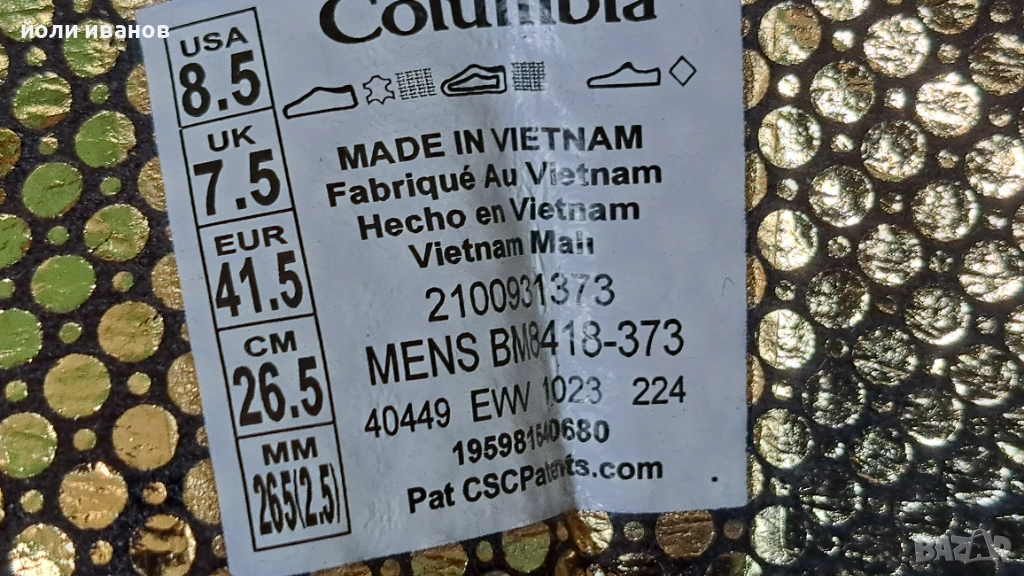 йоли иванов
Columbia
USA
8.5
UK
7.5
EUR
41.5
CM
26.5
MM
265(2.5)
MADE IN VIETNAM
Fabriqué Au Vietnam
Hecho en Vietnam
Vietnam Malı
2100931373
MENS BM8418-373
40449 EVW 1023 224
195981540680
Pat CSCPatents.com
BAZAR